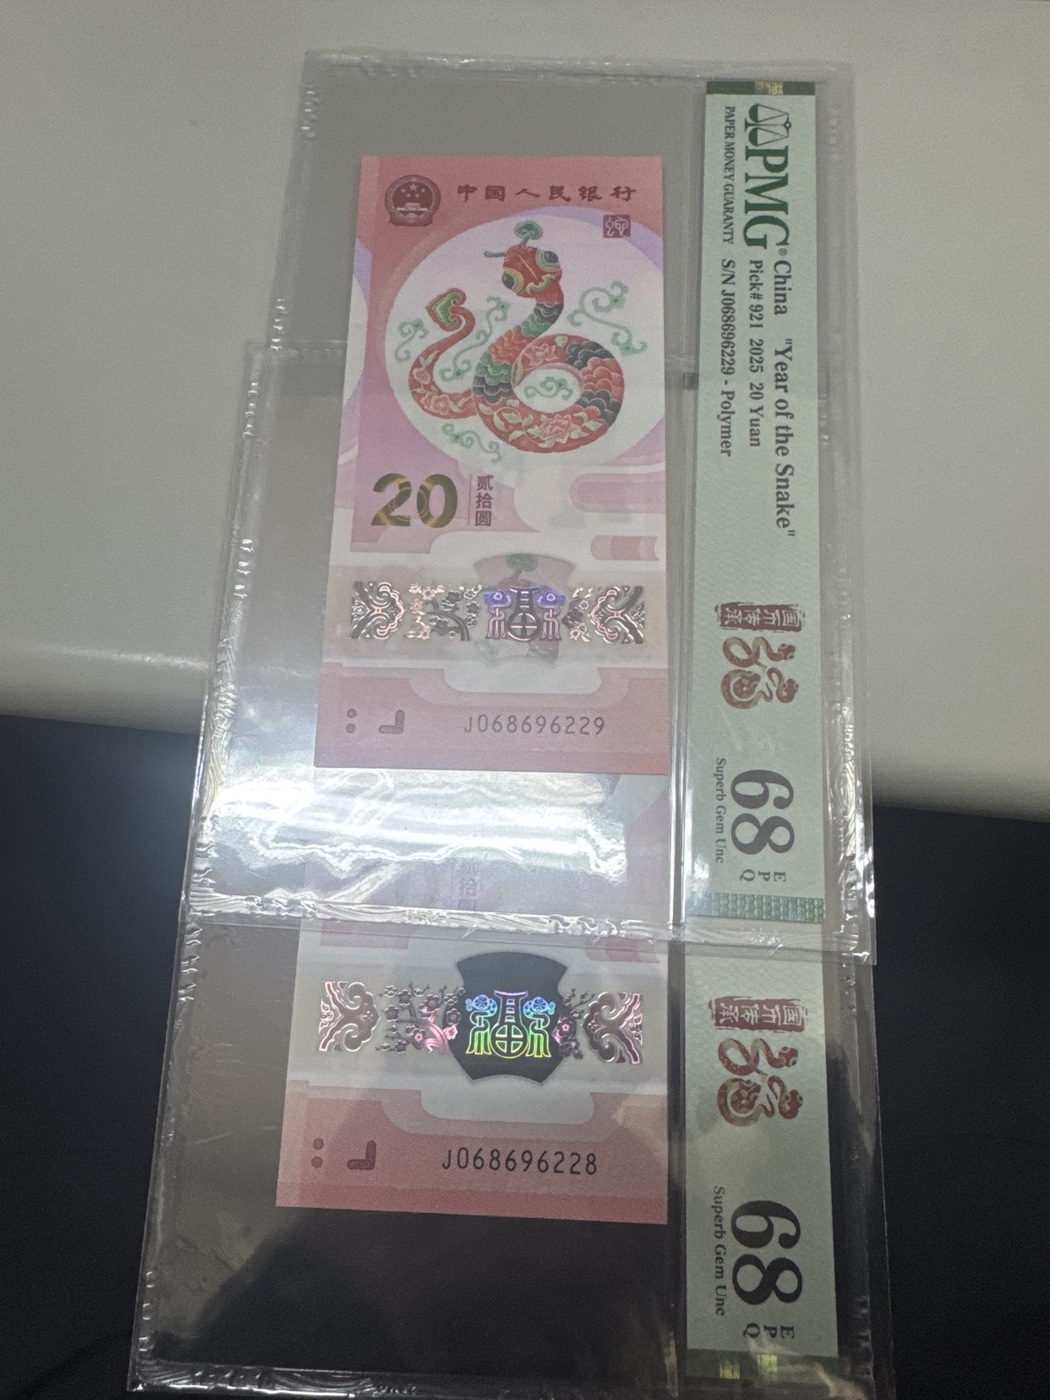 中国人民银行
20
贰拾圆
J068696229
拾
J068696228
PMG®
PAPER MONEY GUARANTY
China "Year of the Snake"
Pick# 921 2025 20 Yuan
S/N J068696229 - Polymer
68 EPQ
Superb Gem Unc
68 EPQ
Superb Gem Unc